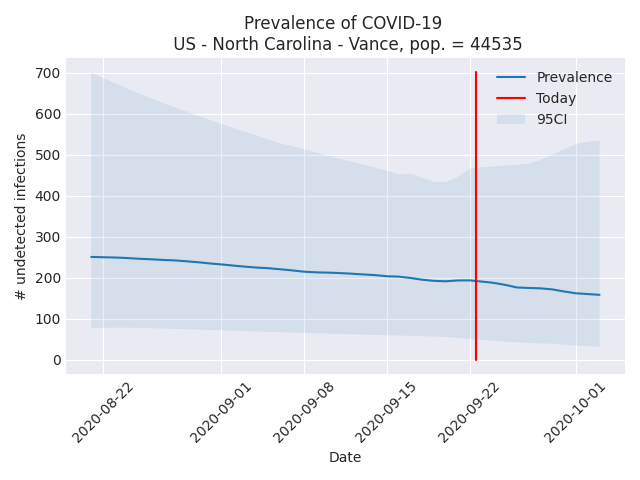 Prevalence of COVID-19
US - North Carolina - Vance, pop. = 44535
Prevalence
Today
95CI
700
600
500
400
300
200
100
0
# undetected infections
2020-08-22
2020-09-01
2020-09-08
2020-09-15
2020-09-22
2020-10-01
Date